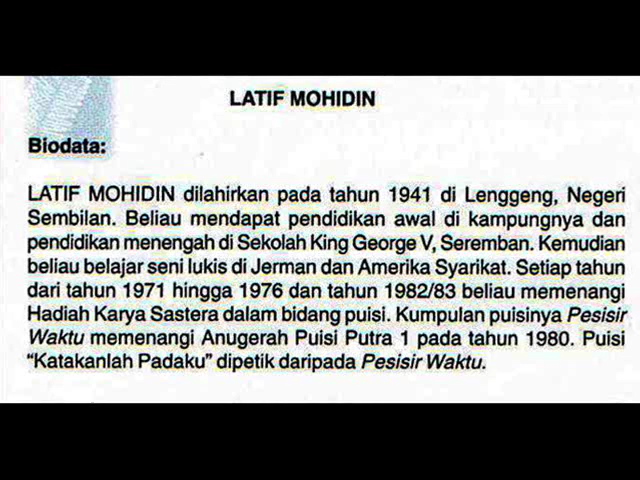 LATIF MOHIDIN
Biodata:
LATIF MOHIDIN dilahirkan pada tahun 1941 di Lenggeng, Negeri
Sembilan. Beliau mendapat pendidikan awal di kampungnya dan
pendidikan menengah di Sekolah King George V, Seremban. Kemudian
beliau belajar seni lukis di Jerman dan Amerika Syarikat. Setiap tahun
dari tahun 1971 hingga 1976 dan tahun 1982/83 beliau memenangi
Hadiah Karya Sastera dalam bidang puisi. Kumpulan puisinya Pesisir
Waktu memenangi Anugerah Puisi Putra 1 pada tahun 1980. Puisi
“Katakanlah Padaku” dipetik daripada Pesisir Waktu.